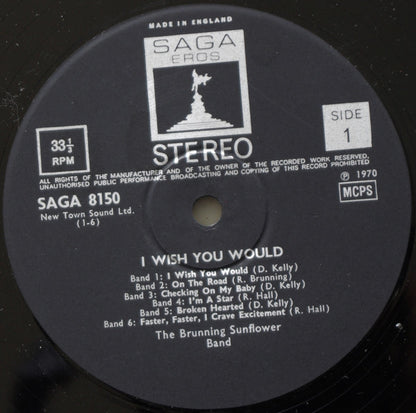 MADE IN ENGLAND
SAGA
EROS
STEREO
33⅓
RPM
SIDE
1
ALL RIGHTS OF THE MANUFACTURER AND OF THE OWNER OF THE RECORDED WORK RESERVED.
UNAUTHORISED PUBLIC PERFORMANCE BROADCASTING AND COPYING OF THIS RECORD PROHIBITED
SAGA 8150
New Town Sound Ltd.
(1-6)
℗ 1970
MCPS
I WISH YOU WOULD
Band 1: I Wish You Would (D. Kelly)
Band 2: On The Road (R. Brunning)
Band 3: Checking On My Baby (D. Kelly)
Band 4: I'm A Star (R. Hall)
Band 5: Broken Hearted (D. Kelly)
Band 6: Faster, Faster, I Crave Excitement (R. Hall)
The Brunning Sunflower
Band